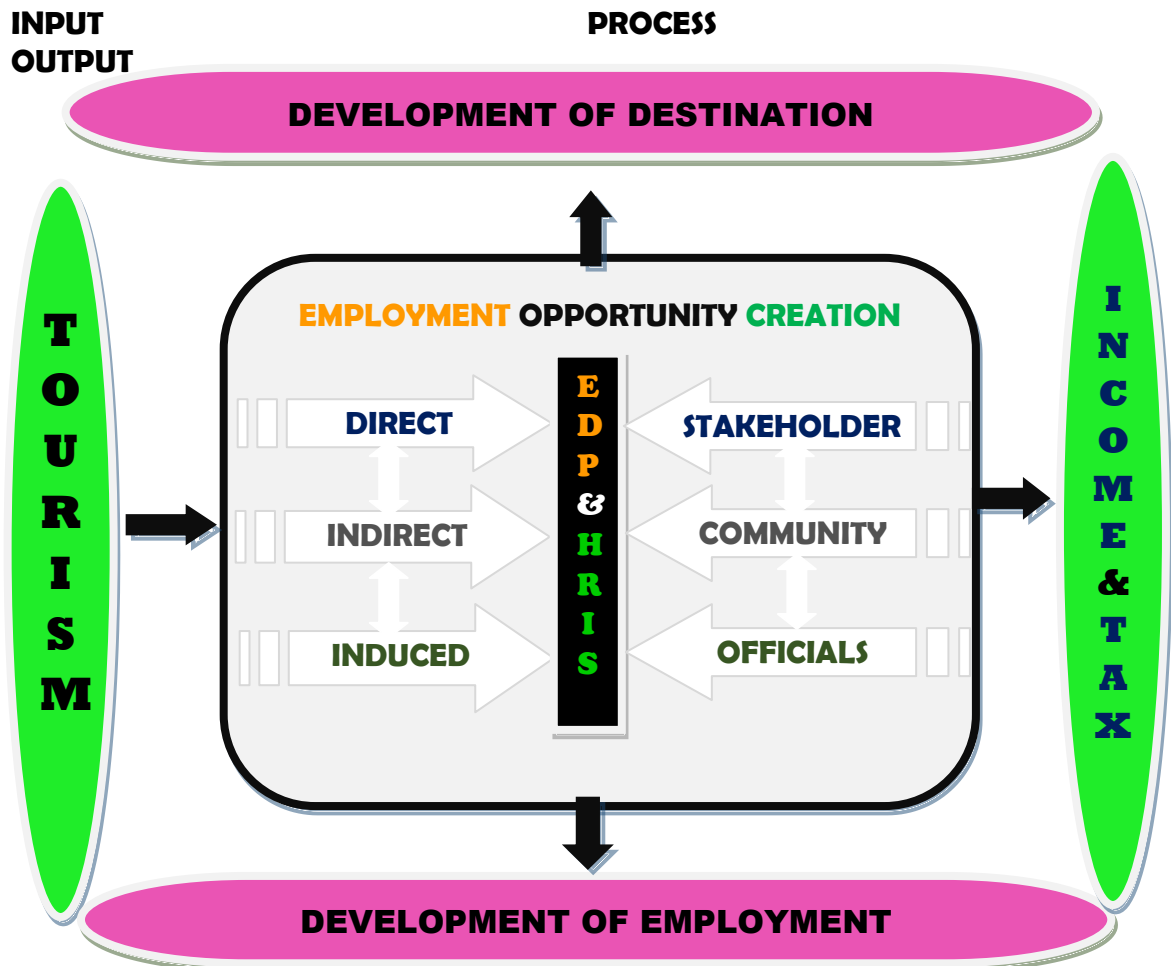 INPUT PROCESS
OUTPUT
DEVELOPMENT OF DESTINATION
TOURISM
EMPLOYMENT OPPORTUNITY CREATION
DIRECT
INDIRECT
INDUCED
EDP&HRIS
STAKEHOLDER
COMMUNITY
OFFICIALS
INCOME&TAX
DEVELOPMENT OF EMPLOYMENT